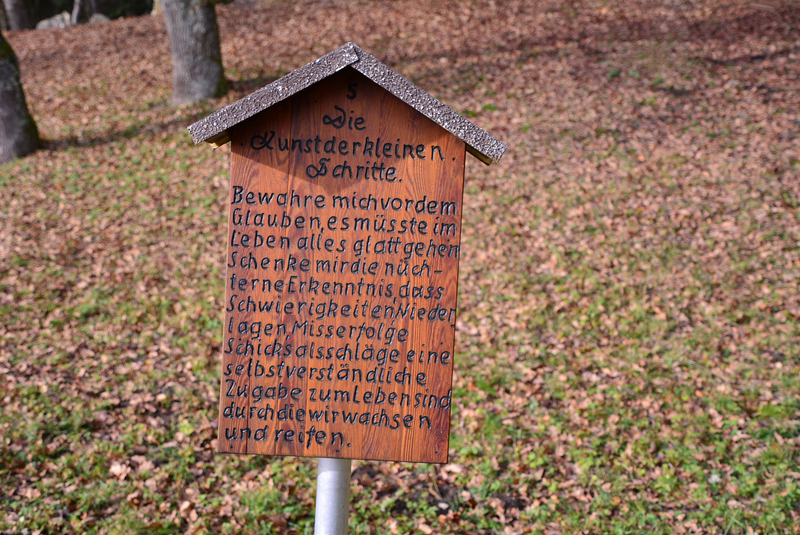 5
Die
Kunst der kleinen
Schritte.
Bewahre mich vor dem
Glauben, es müsste im
Leben alles glatt gehen
Schenke mir die nüch-
terne Erkenntnis, dass
Schwierigkeiten, Nieder
lagen, Misserfolge
Schicksalsschläge eine
selbstverständliche
Zugabe zum Leben sind
durch die wir wachsen
und reifen.